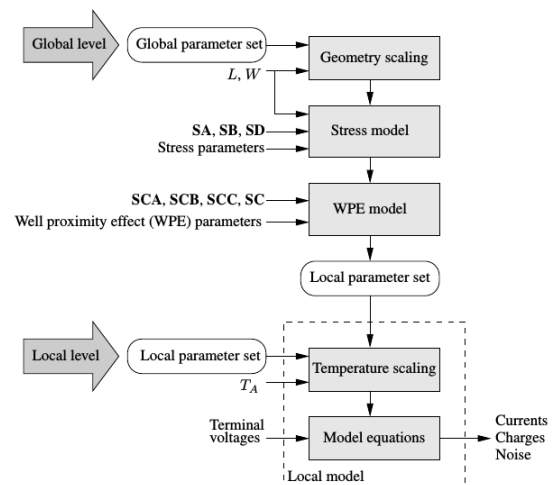 Global level
Global parameter set
L, W
Geometry scaling
SA, SB, SD
Stress parameters
Stress model
SCA, SCB, SCC, SC
Well proximity effect (WPE) parameters
WPE model
Local parameter set
Local level
Local parameter set
T_A
Temperature scaling
Terminal
voltages
Model equations
Currents
Charges
Noise
Local model